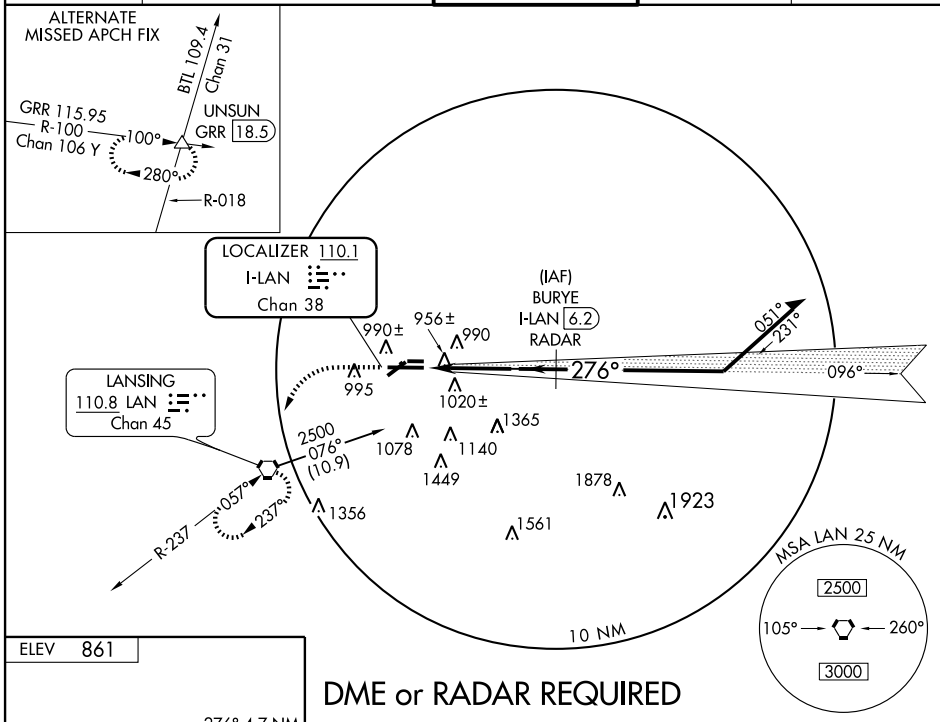 ALTERNATE
MISSED APCH FIX
BTL 109.4
Chan 31
GRR 115.95
R-100
Chan 106 Y
100°
UNSUN
GRR 18.5
280°
R-018
LOCALIZER 110.1
I-LAN
Chan 38
(IAF)
BURYE
I-LAN 6.2
RADAR
051°
231°
990±
956±
990
995
276°
096°
1020±
LANSING
110.8 LAN
Chan 45
2500
076°
(10.9)
1078
1140
1365
1449
057°
237°
R-237
1356
1878
1923
1561
10 NM
MSA LAN 25 NM
2500
105°
260°
3000
ELEV 861
DME or RADAR REQUIRED